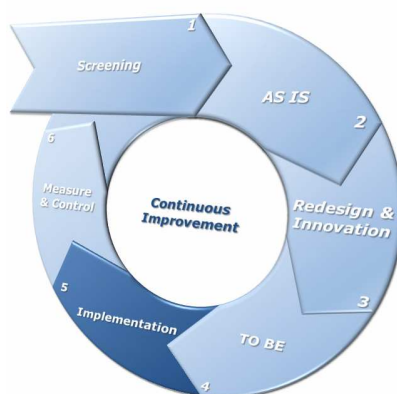 1
Screening
AS IS
2
Redesign &
Innovation
3
TO BE
4
Implementation
5
Measure
& Control
6
Continuous
Improvement